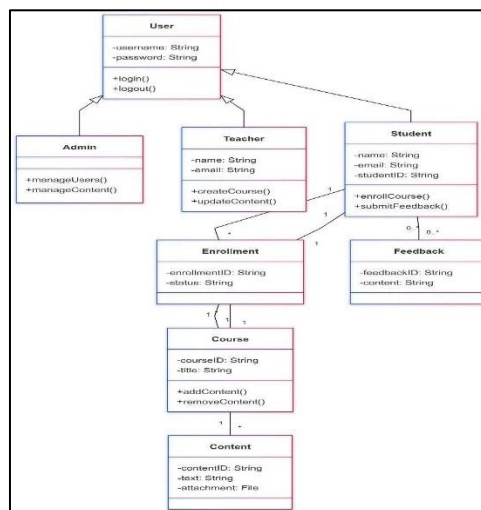 User
-username: String
-password: String
+login()
+logout()
Admin
+manageUsers()
+manageContent()
Teacher
-name: String
-email: String
+createCourse()
+updateContent()
Student
-name: String
-email: String
-studentID: String
+enrollCourse()
+submitFeedback()
1
1
0..*
0..*
*
1
Enrollment
-enrollmentID: String
-status: String
Feedback
-feedbackID: String
-content: String
1
1
1
Course
-courseID: String
-title: String
+addContent()
+removeContent()
1
*
Content
-contentID: String
-text: String
-attachment: File